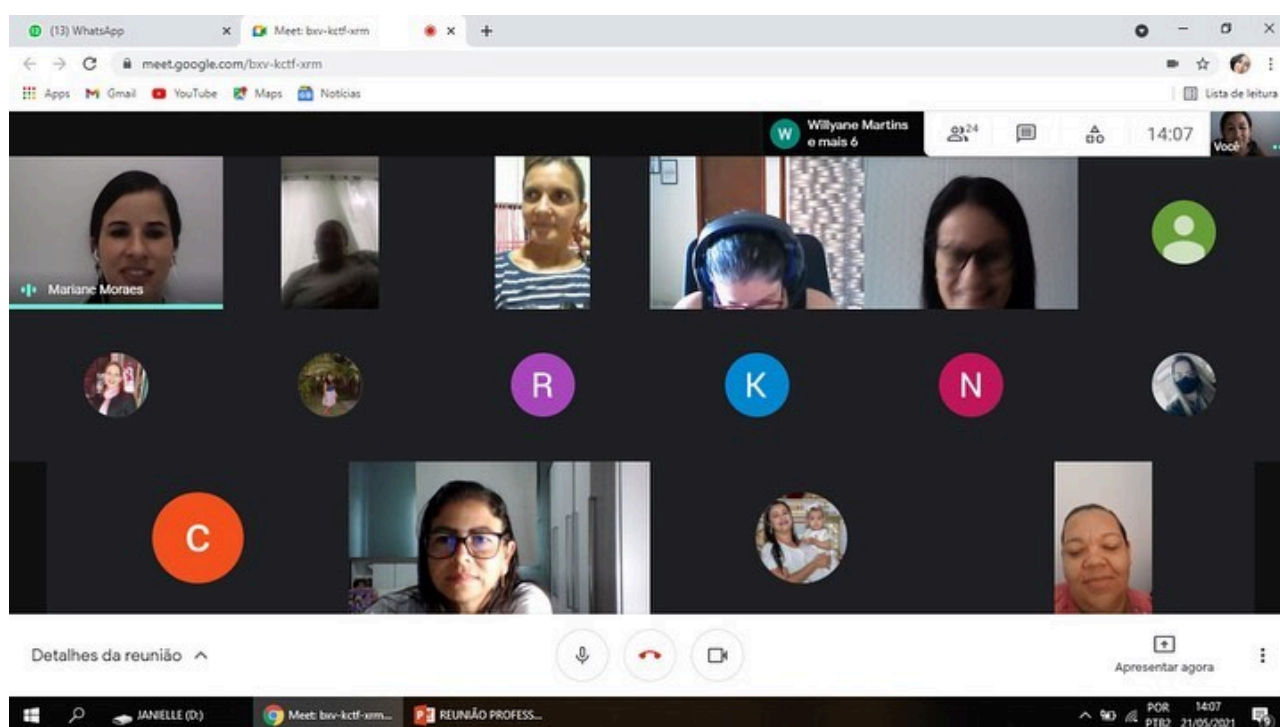 (13) WhatsApp
Meet: bxv-kctf-xrm
meet.google.com/bxv-kctf-xrm
Apps Gmail YouTube Maps Notícias
Lista de leitura
W
Willyane Martins
e mais 6
24
14:07
Você
Mariane Moraes
R K N
C
Detalhes da reunião
Apresentar agora
JANIELLE (D:)
Meet: bxv-kctf-xrm...
REUNIÃO PROFESS...
POR
PTB2
14:07
21/05/2021